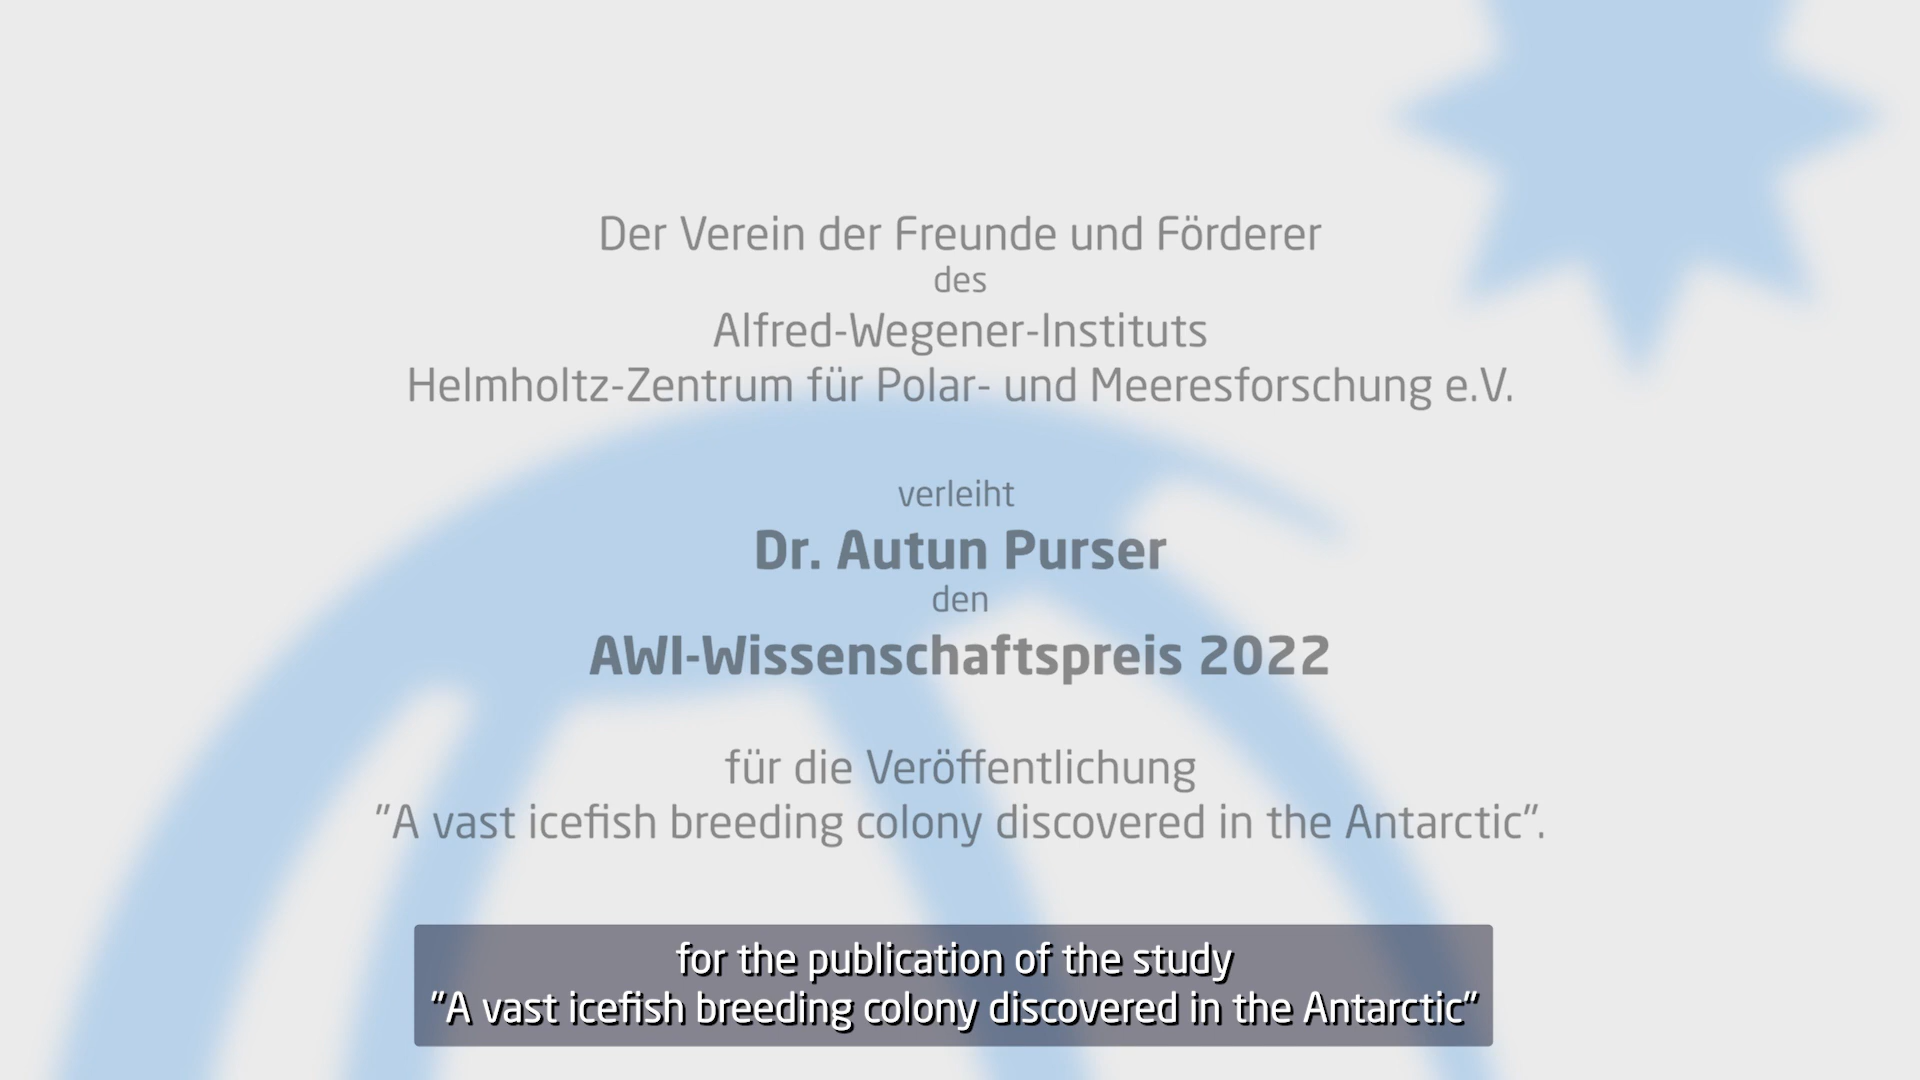 Der Verein der Freunde und Förderer
des
Alfred-Wegener-Instituts
Helmholtz-Zentrum für Polar- und Meeresforschung e.V.
verleiht
Dr. Autun Purser
den
AWI-Wissenschaftspreis 2022
für die Veröffentlichung
"A vast icefish breeding colony discovered in the Antarctic".
for the publication of the study
"A vast icefish breeding colony discovered in the Antarctic"